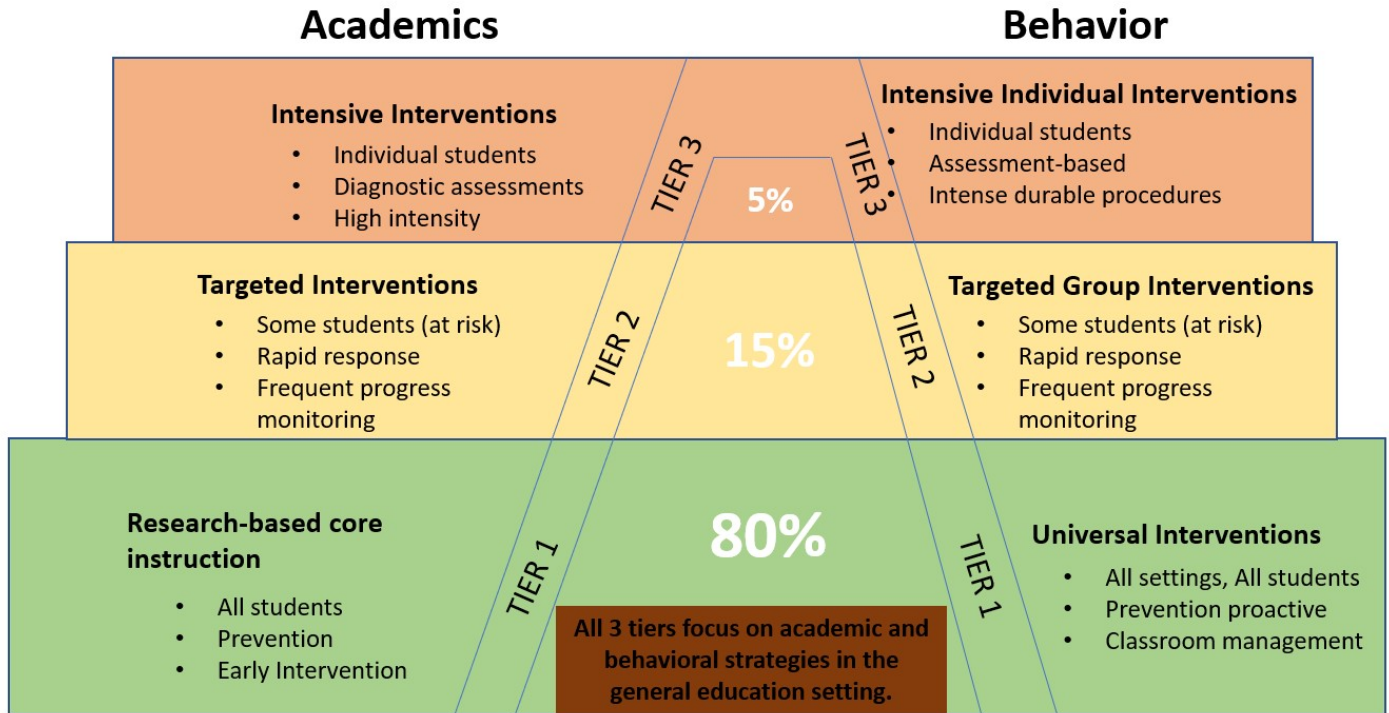 Academics
Behavior
Intensive Interventions
• Individual students
• Diagnostic assessments
• High intensity
TIER 3
5%
TIER 3
Intensive Individual Interventions
• Individual students
• Assessment-based
• Intense durable procedures
Targeted Interventions
• Some students (at risk)
• Rapid response
• Frequent progress
monitoring
TIER 2
15%
TIER 2
Targeted Group Interventions
• Some students (at risk)
• Rapid response
• Frequent progress
monitoring
Research-based core
instruction
• All students
• Prevention
• Early Intervention
TIER 1
80%
TIER 1
Universal Interventions
• All settings, All students
• Prevention proactive
• Classroom management
All 3 tiers focus on academic and
behavioral strategies in the
general education setting.